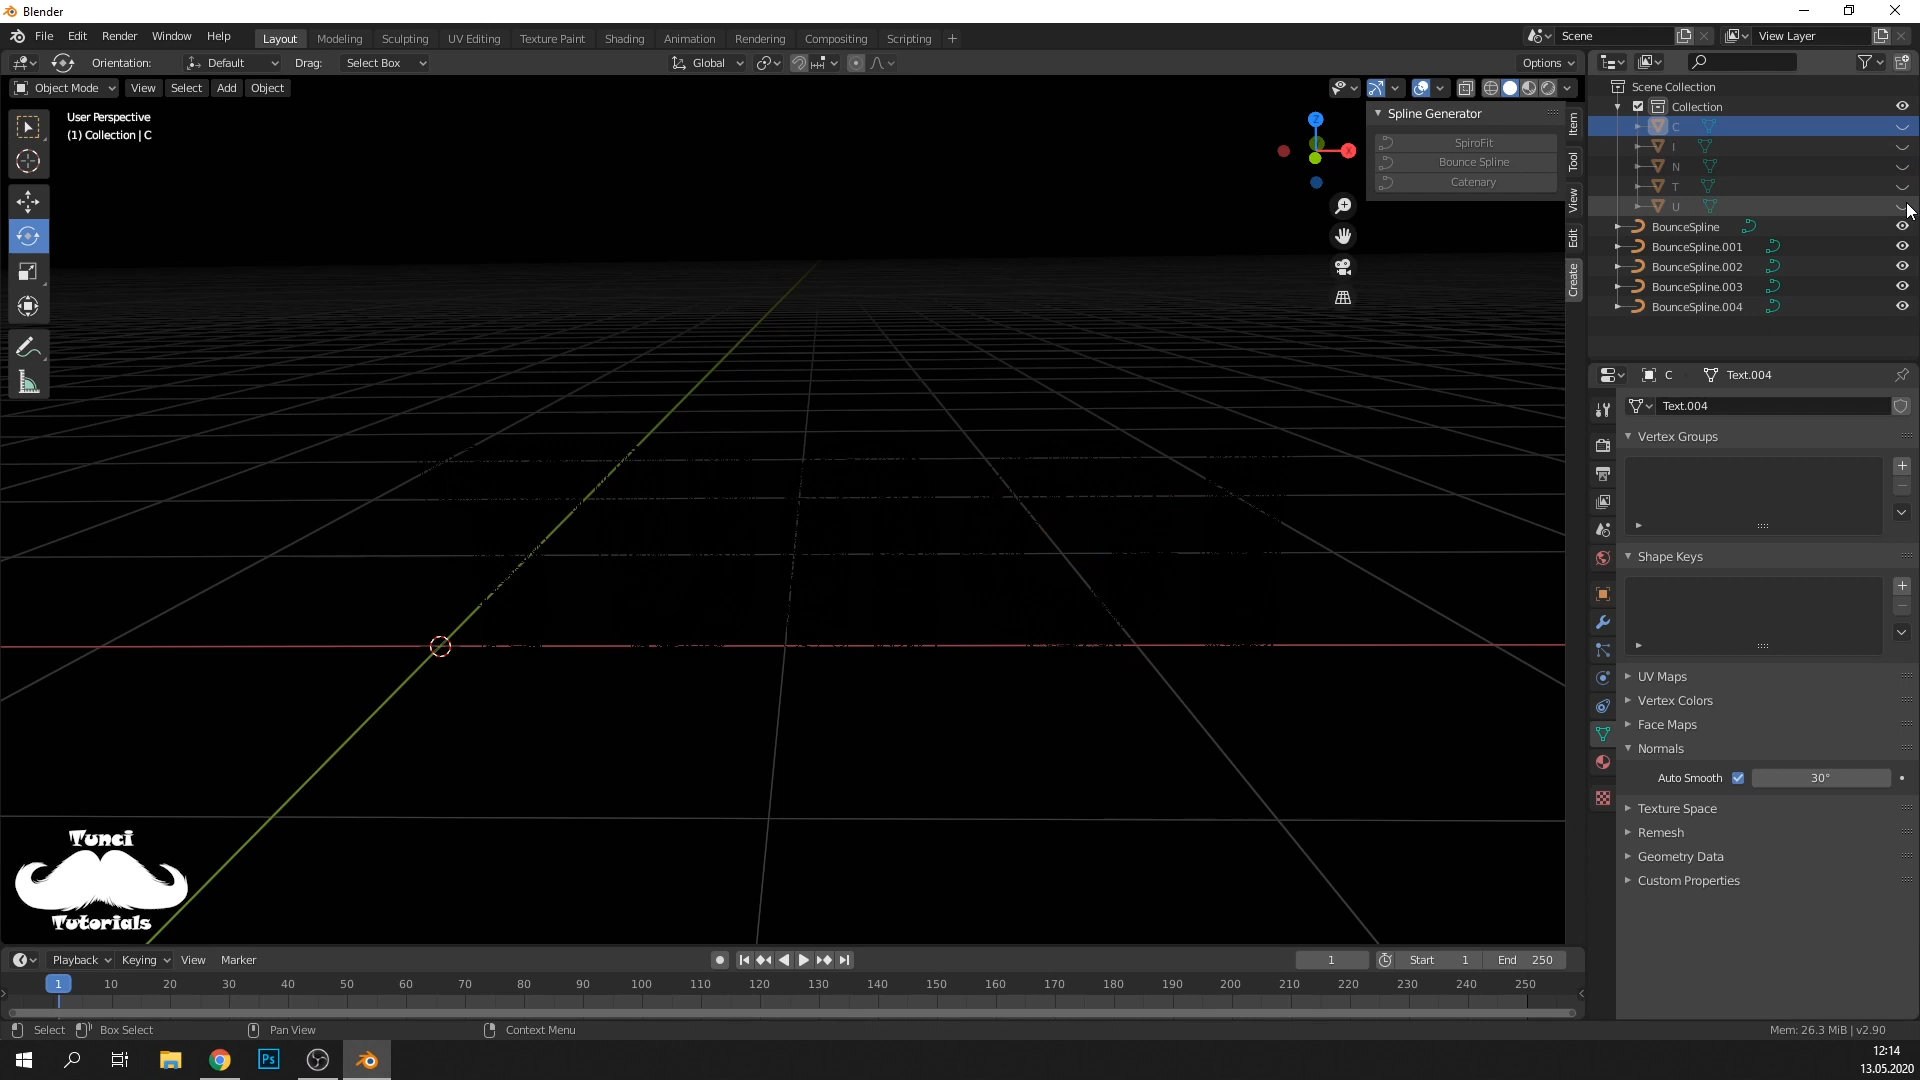 Blender
File Edit Render Window Help
Layout Modeling Sculpting UV Editing Texture Paint Shading Animation Rendering Compositing Scripting +
Scene
View Layer
Orientation: Default Drag: Select Box
Global
Options
Object Mode View Select Add Object
User Perspective
(1) Collection | C
Z
X
Spline Generator
SpiroFit
Bounce Spline
Catenary
Item
Tool
View
Edit
Create
Scene Collection
Collection
C
I
N
T
U
BounceSpline
BounceSpline.001
BounceSpline.002
BounceSpline.003
BounceSpline.004
C Text.004
Text.004
Vertex Groups
Shape Keys
UV Maps
Vertex Colors
Face Maps
Normals
Auto Smooth 30°
Texture Space
Remesh
Geometry Data
Custom Properties
Tunci
Tutorials
Playback Keying View Marker
1
Start 1 End 250
1 10 20 30 40 50 60 70 80 90 100 110 120 130 140 150 160 170 180 190 200 210 220 230 240 250
Select Box Select Pan View Context Menu
Mem: 26.3 MiB | v2.90
Ps
12:14
13.05.2020